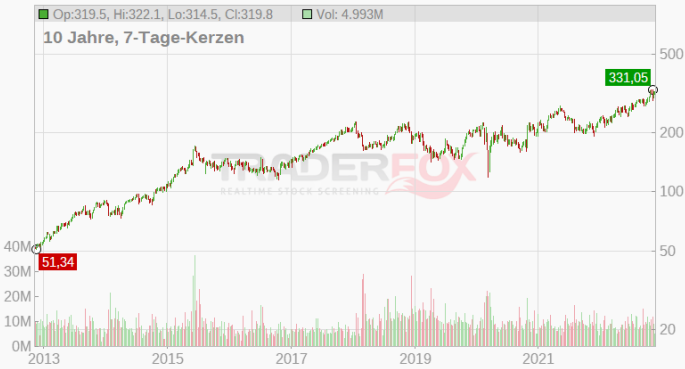 Op:319.5, Hi:322.1, Lo:314.5, Cl:319.8 Vol: 4.993M
10 Jahre, 7-Tage-Kerzen
500
331,05
200
TRADERFOX
REALTIME STOCK SCREENING
100
40M
50
51,34
30M
20M
10M
20
0M
2013 2015 2017 2019 2021